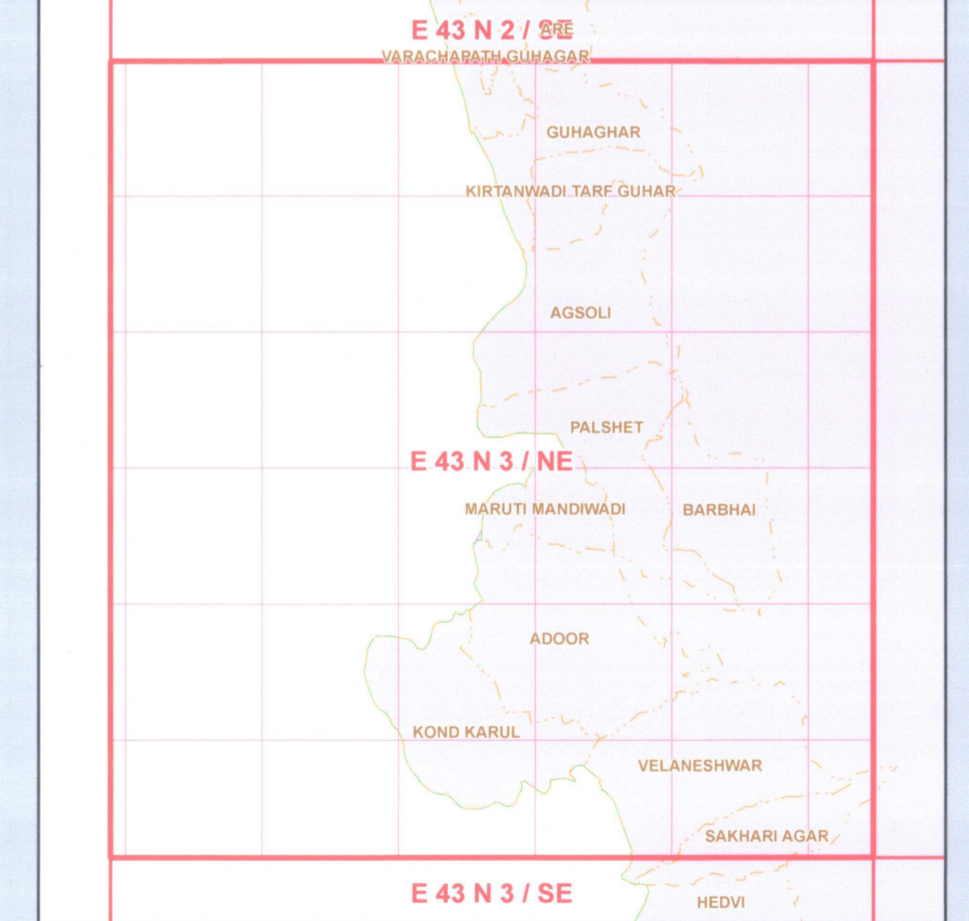 E 43 N 2 / SE
ARE
VARACHAPATH GUHAGAR
GUHAGHAR
KIRTANWADI TARF GUHAR
AGSOLI
PALSHET
E 43 N 3 / NE
MARUTI MANDIWADI
BARBHAI
ADOOR
KOND KARUL
VELANESHWAR
SAKHARI AGAR
E 43 N 3 / SE
HEDVI